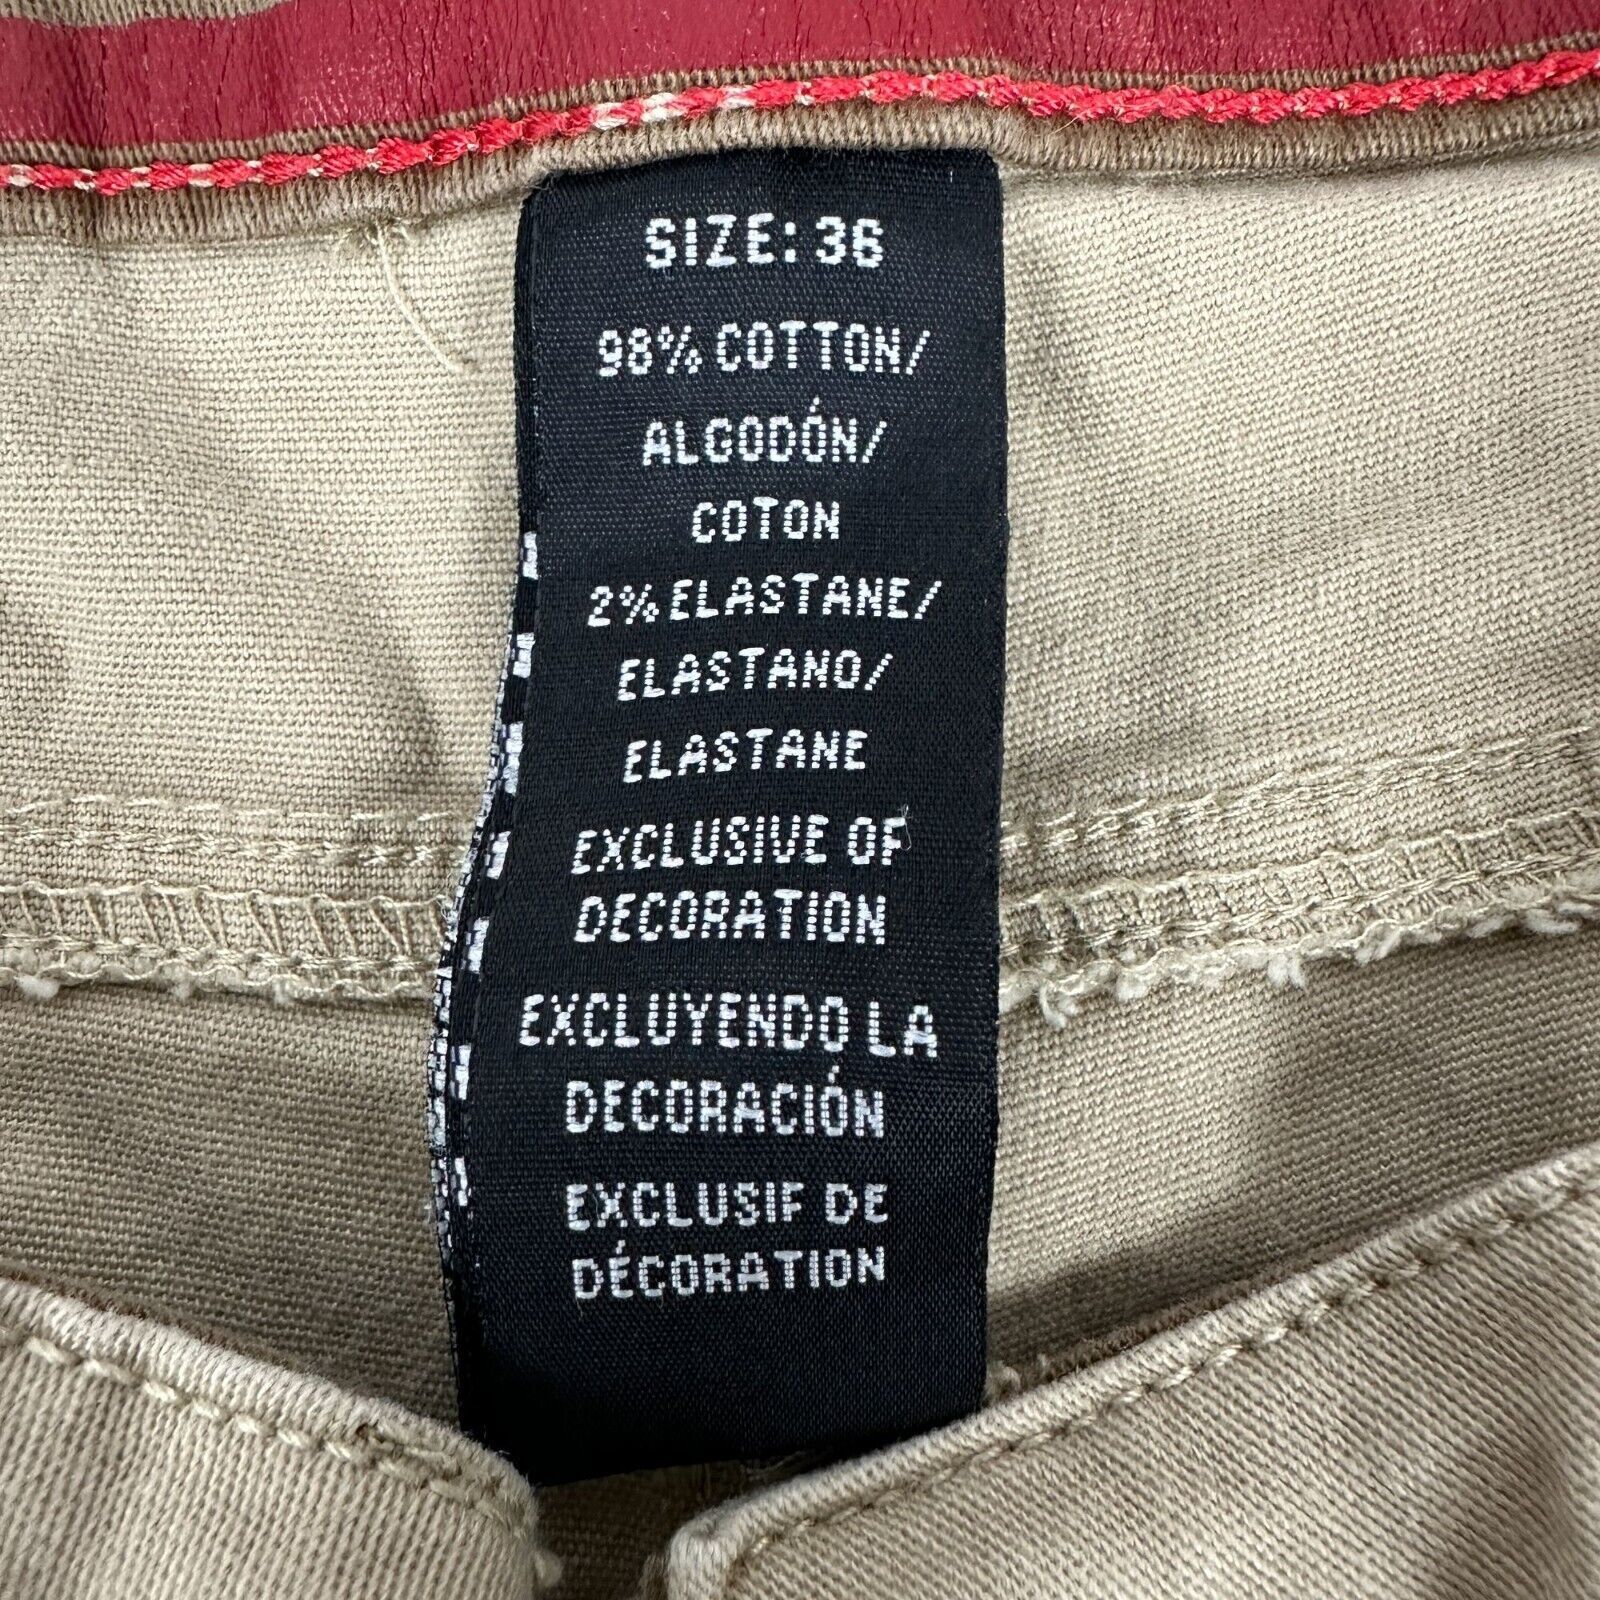 SIZE: 36
98% COTTON/
ALGODÓN/
COTON
2% ELASTANE/
ELASTANO/
ELASTANE
EXCLUSIVE OF
DECORATION
EXCLUYENDO LA
DECORACIÓN
EXCLUSIF DE
DÉCORATION